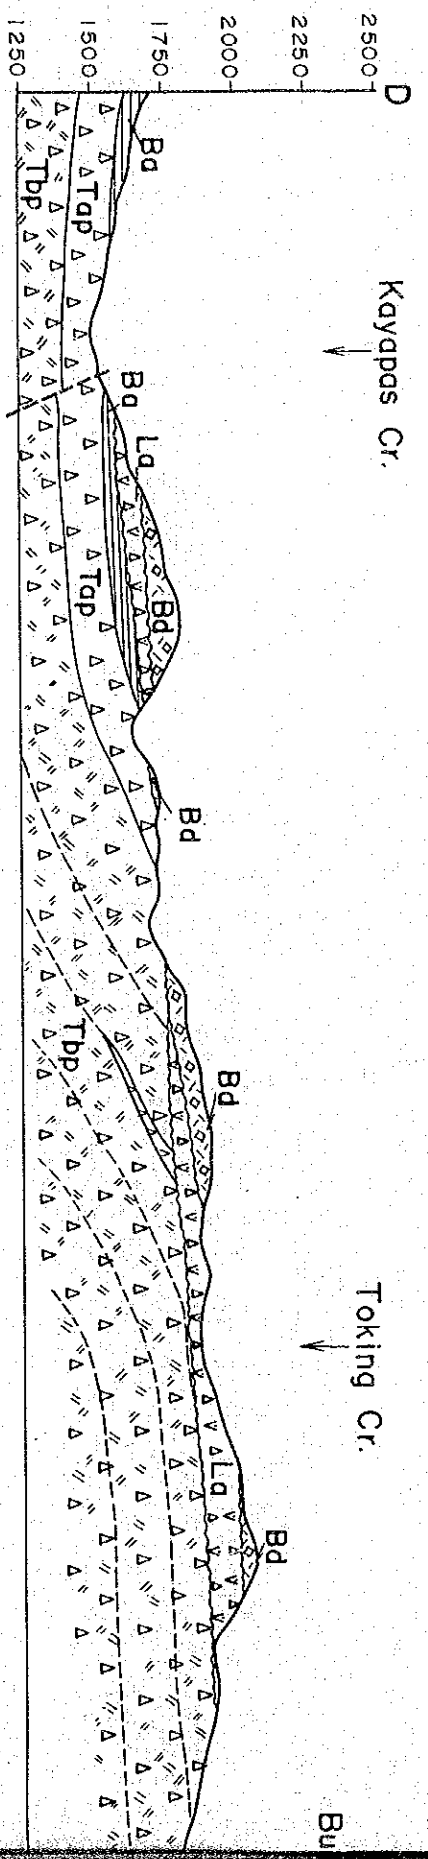 D
2500
2250
2000
1750
1500
1250
Kayapas Cr.
Toking Cr.
Bu
Ba
Tap
Tbp
Ba
La
Bd
Tap
Bd
Bd
Tbp
La
Bd